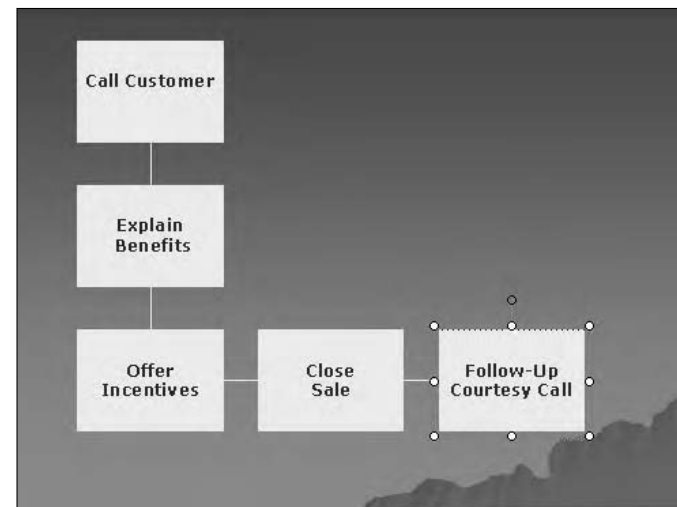 Call Customer
Explain
Benefits
Offer
Incentives
Close
Sale
Follow-Up
Courtesy Call